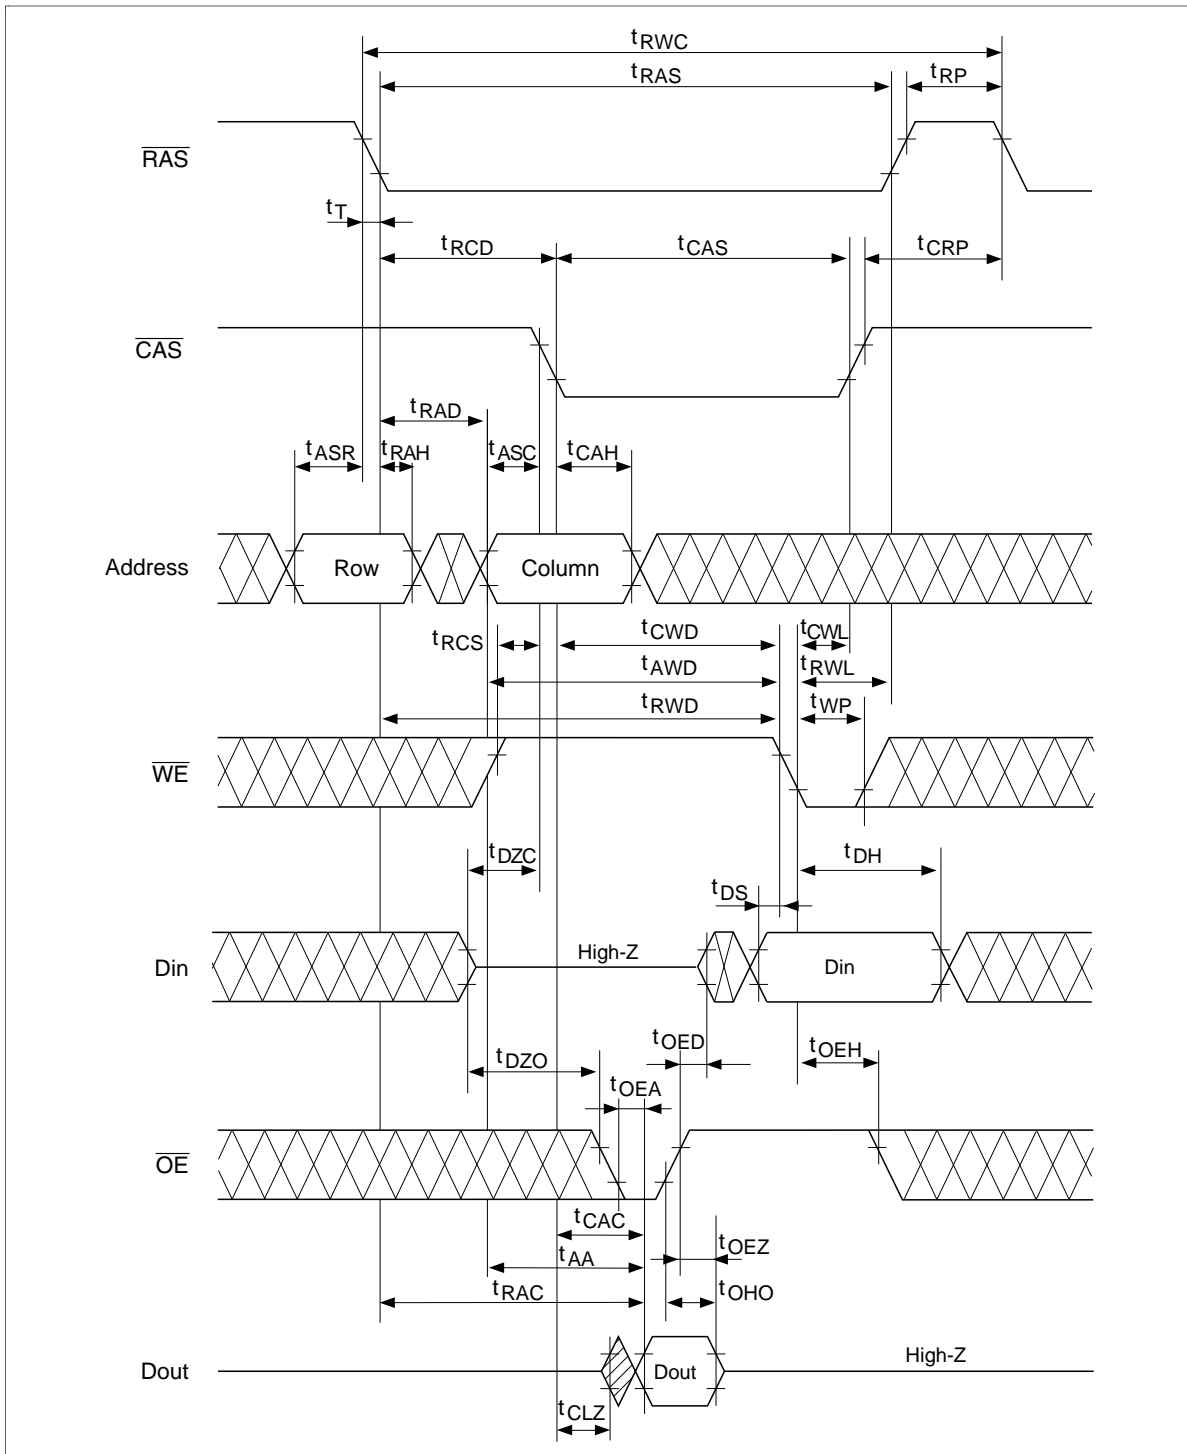 tRWC
tRAS
tRP
RAS
tT
tRCD
tCAS
tCRP
CAS
tRAD
tASR
tRAH
tASC
tCAH
Address
Row
Column
tRCS
tCWD
tCWL
tAWD
tRWL
tRWD
tWP
WE
tDZC
tDH
tDS
Din
High-Z
Din
tOED
tOEH
tDZO
tOEA
OE
tCAC
tOEZ
tAA
tRAC
tOHO
Dout
Dout
High-Z
tCLZ